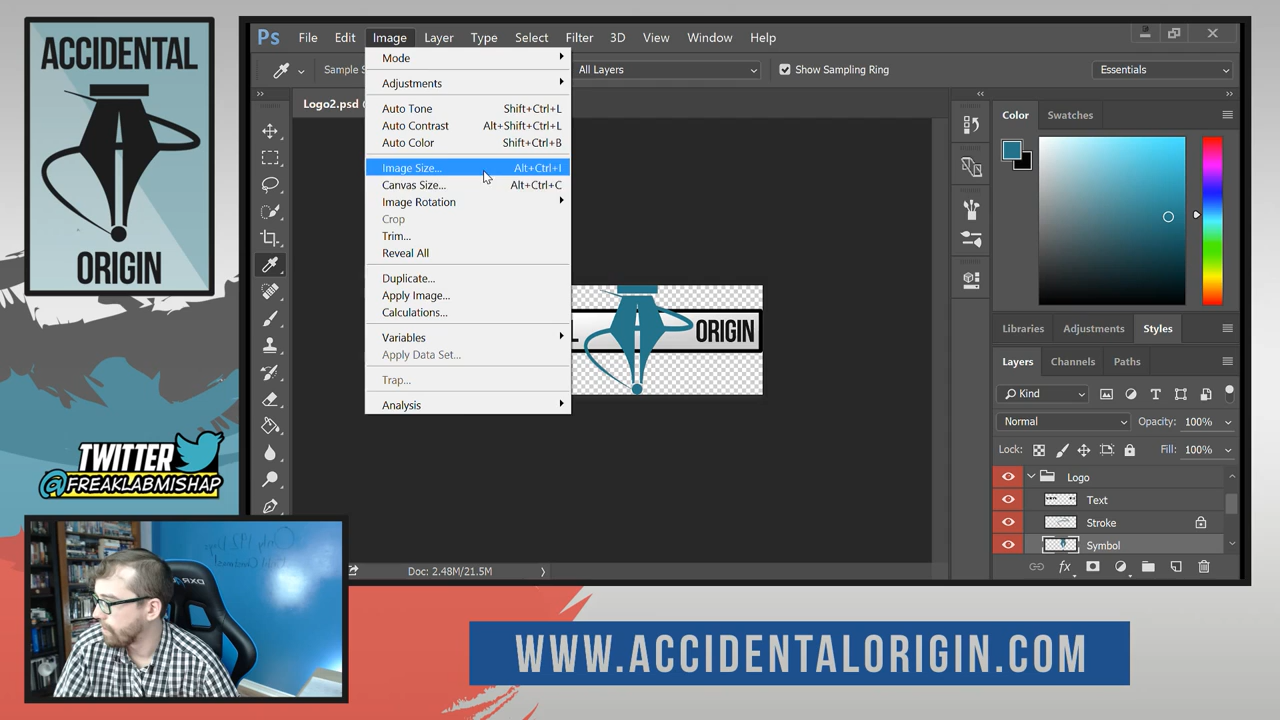 ACCIDENTAL
ORIGIN
TWITTER
@FREAKLABMISHAP
Ps File Edit Image Layer Type Select Filter 3D View Window Help
Sample S
All Layers
Show Sampling Ring
Essentials
Logo2.psd
Mode
Adjustments
Auto Tone Shift+Ctrl+L
Auto Contrast Alt+Shift+Ctrl+L
Auto Color Shift+Ctrl+B
Image Size... Alt+Ctrl+I
Canvas Size... Alt+Ctrl+C
Image Rotation
Crop
Trim...
Reveal All
Duplicate...
Apply Image...
Calculations...
Variables
Apply Data Set...
Trap...
Analysis
L ORIGIN
Doc: 2.48M/21.5M
Color Swatches
Libraries Adjustments Styles
Layers Channels Paths
Kind
Normal Opacity: 100%
Lock: Fill: 100%
Logo
Text
Stroke
Symbol
fx
DXR
WWW.ACCIDENTALORIGIN.COM